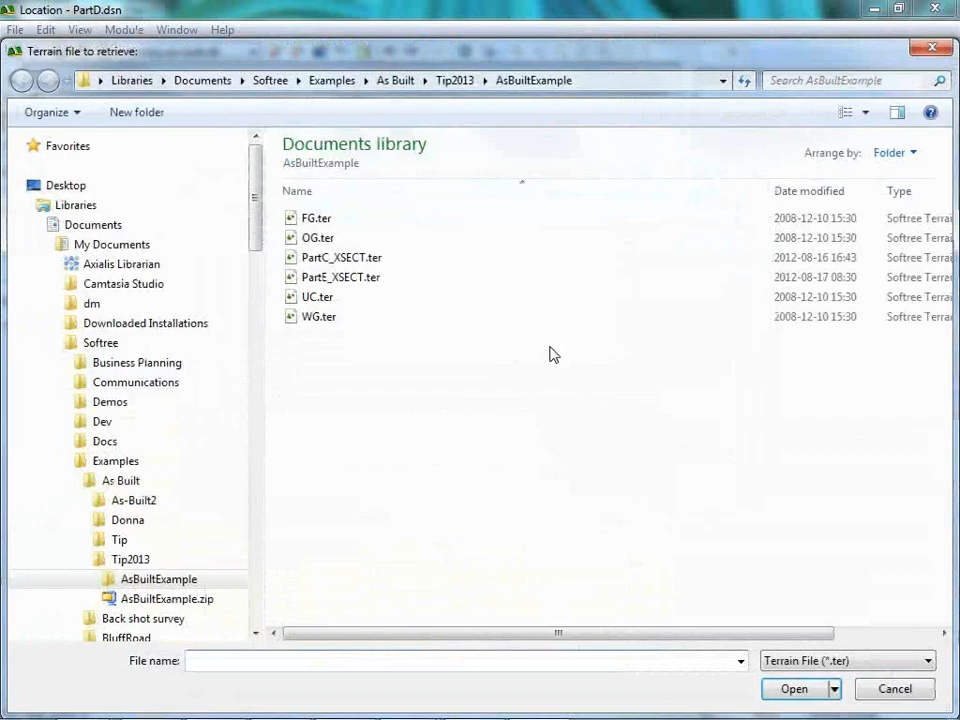 Location - PartD.dsn
File Edit View Module Window Help
Terrain file to retrieve:
Libraries Documents Softree Examples As Built Tip2013 AsBuiltExample
Search AsBuiltExample
Organize New folder
Favorites
Desktop
Libraries
Documents
My Documents
Axialis Librarian
Camtasia Studio
dm
Downloaded Installations
Softree
Business Planning
Communications
Demos
Dev
Docs
Examples
As Built
As-Built2
Donna
Tip
Tip2013
AsBuiltExample
AsBuiltExample.zip
Back shot survey
BluffRoad
Documents library
AsBuiltExample
Arrange by: Folder
Name Date modified Type
FG.ter 2008-12-10 15:30 Softree Terra
OG.ter 2008-12-10 15:30 Softree Terra
PartC_XSECT.ter 2012-08-16 16:43 Softree Terra
PartE_XSECT.ter 2012-08-17 08:30 Softree Terra
UC.ter 2008-12-10 15:30 Softree Terra
WG.ter 2008-12-10 15:30 Softree Terra
File name: Terrain File (*.ter)
Open Cancel